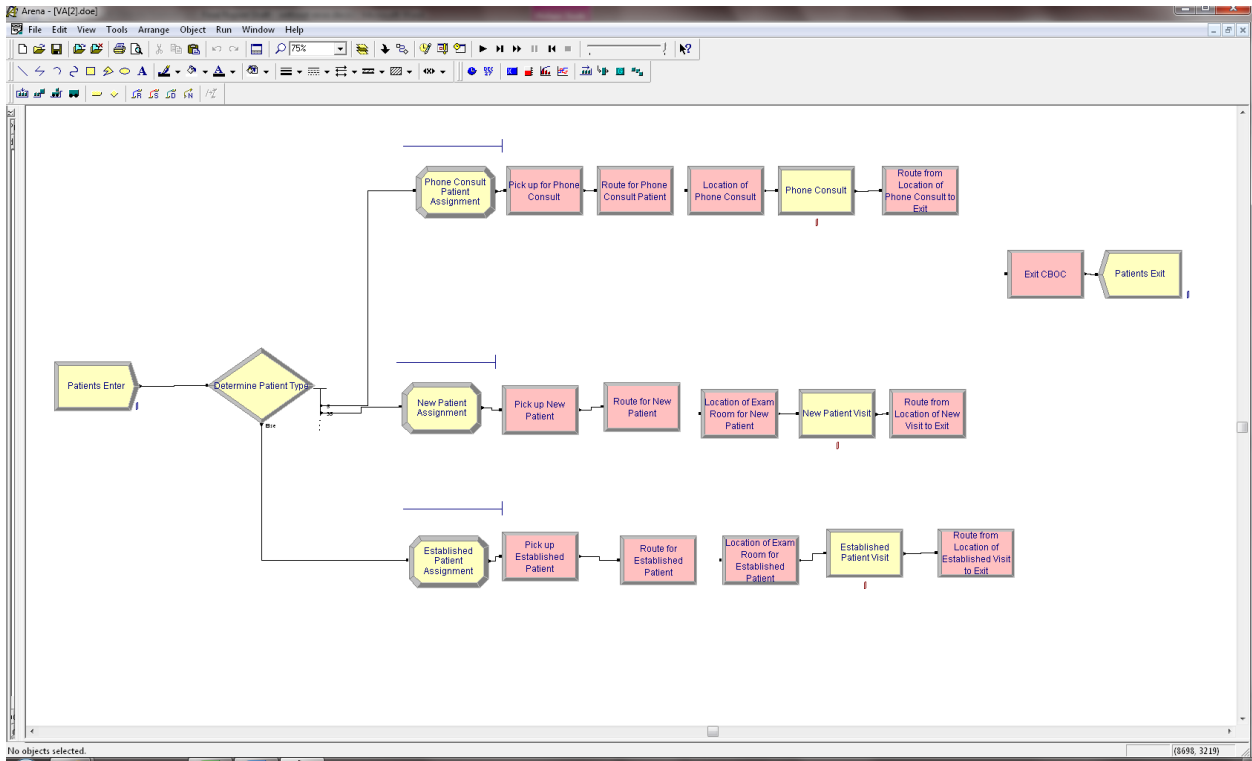 Arena - [VA[2].doe]
File Edit View Tools Arrange Object Run Window Help
75%
Phone Consult
Patient
Assignment
Pick up for Phone
Consult
Route for Phone
Consult Patient
Location of
Phone Consult
Phone Consult
Route from
Location of
Phone Consult to
Exit
Exit CBOC
Patients Exit
Patients Enter
Determine Patient Type
Else
New Patient
Assignment
Pick up New
Patient
Route for New
Patient
Location of Exam
Room for New
Patient
New Patient Visit
Route from
Location of New
Visit to Exit
Established
Patient
Assignment
Pick up
Established
Patient
Route for
Established
Patient
Location of Exam
Room for
Established
Patient
Established
Patient Visit
Route from
Location of
Established Visit
to Exit
No objects selected.
(8698, 3219)